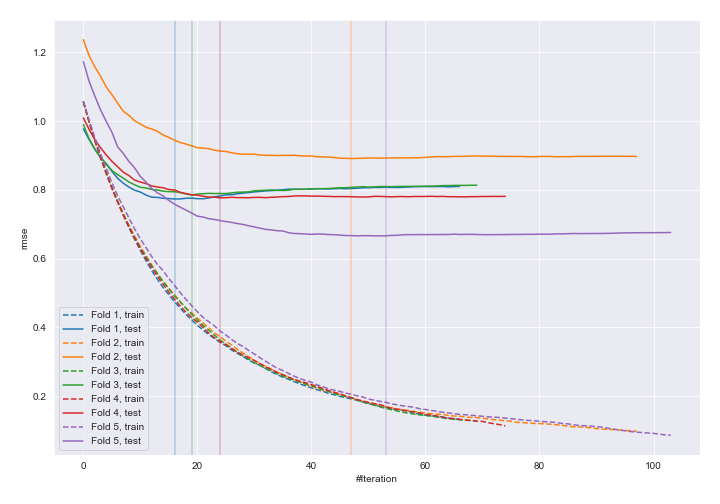 1.2
1.0
0.8
rmse
0.6
0.4
0.2
Fold 1, train
Fold 1, test
Fold 2, train
Fold 2, test
Fold 3, train
Fold 3, test
Fold 4, train
Fold 4, test
Fold 5, train
Fold 5, test
0 20 40 60 80 100
#Iteration